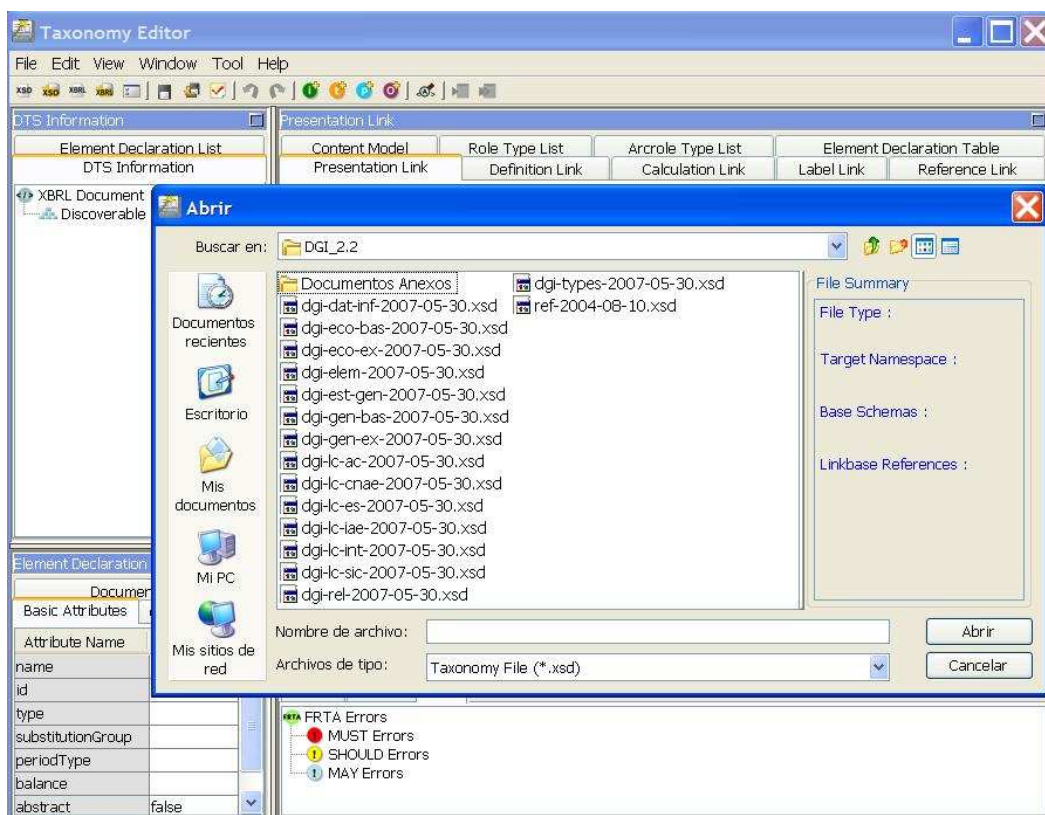 Taxonomy Editor
File Edit View Window Tool Help
XSD XSD XBRL XBRL
DTS Information
Presentation Link
Element Declaration List
Content Model Role Type List Arcrole Type List Element Declaration Table
DTS Information
Presentation Link Definition Link Calculation Link Label Link Reference Link
XBRL Document
Discoverable
Abrir
Buscar en: DGI_2.2
Documentos recientes
Escritorio
Mis documentos
Mi PC
Mis sitios de red
Documentos Anexos
dgi-dat-inf-2007-05-30.xsd
dgi-eco-bas-2007-05-30.xsd
dgi-eco-ex-2007-05-30.xsd
dgi-elem-2007-05-30.xsd
dgi-est-gen-2007-05-30.xsd
dgi-gen-bas-2007-05-30.xsd
dgi-gen-ex-2007-05-30.xsd
dgi-lc-ac-2007-05-30.xsd
dgi-lc-cnae-2007-05-30.xsd
dgi-lc-es-2007-05-30.xsd
dgi-lc-iae-2007-05-30.xsd
dgi-lc-int-2007-05-30.xsd
dgi-lc-sic-2007-05-30.xsd
dgi-rel-2007-05-30.xsd
dgi-types-2007-05-30.xsd
ref-2004-08-10.xsd
File Summary
File Type :
Target Namespace :
Base Schemas :
Linkbase References :
Nombre de archivo:
Abrir
Archivos de tipo: Taxonomy File (*.xsd)
Cancelar
Element Declaration
Basic Attributes
Attribute Name
name
id
type
substitutionGroup
periodType
balance
abstract false
FRTA FRTA Errors
MUST Errors
SHOULD Errors
MAY Errors